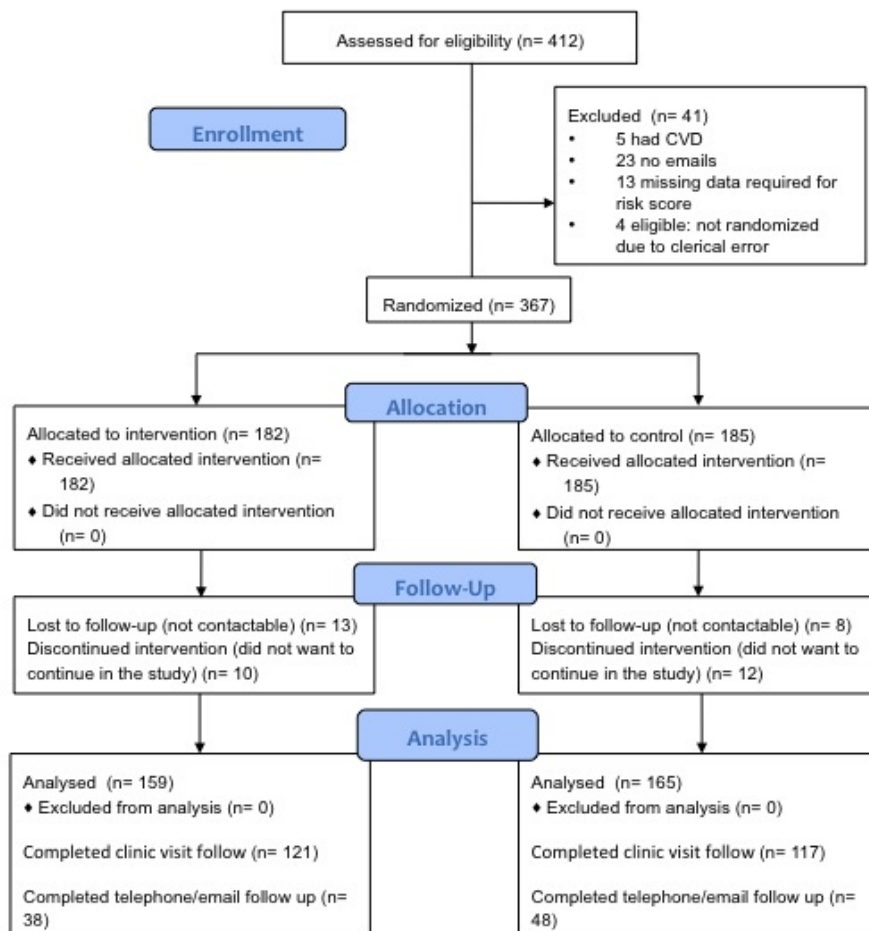 Assessed for eligibility (n= 412)
Enrollment
Excluded (n= 41)
• 5 had CVD
• 23 no emails
• 13 missing data required for
risk score
• 4 eligible: not randomized
due to clerical error
Randomized (n= 367)
Allocation
Allocated to intervention (n= 182)
♦ Received allocated intervention (n=
182)
♦ Did not receive allocated intervention
(n= 0)
Allocated to control (n= 185)
♦ Received allocated intervention (n=
185)
♦ Did not receive allocated intervention
(n= 0)
Follow-Up
Lost to follow-up (not contactable) (n= 13)
Discontinued intervention (did not want to
continue in the study) (n= 10)
Lost to follow-up (not contactable) (n= 8)
Discontinued intervention (did not want to
continue in the study) (n= 12)
Analysis
Analysed (n= 159)
♦ Excluded from analysis (n= 0)
Completed clinic visit follow (n= 121)
Completed telephone/email follow up (n=
38)
Analysed (n= 165)
♦ Excluded from analysis (n= 0)
Completed clinic visit follow (n= 117)
Completed telephone/email follow up (n=
48)